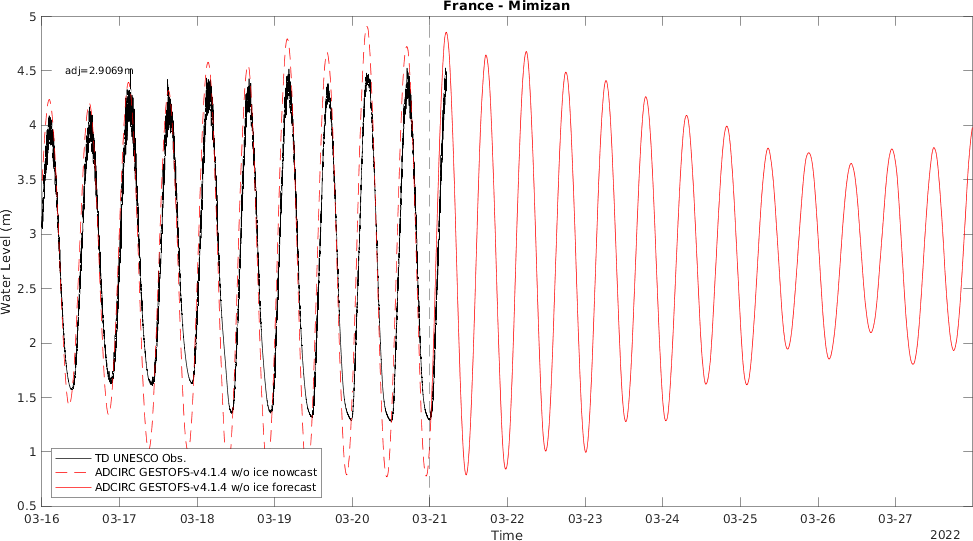 France - Mimizan
adj=2.9069m
Water Level (m)
5
4.5
4
3.5
3
2.5
2
1.5
1
0.5
TD UNESCO Obs.
ADCIRC GESTOFS-v4.1.4 w/o ice nowcast
ADCIRC GESTOFS-v4.1.4 w/o ice forecast
03-16 03-17 03-18 03-19 03-20 03-21 03-22 03-23 03-24 03-25 03-26 03-27
Time
2022